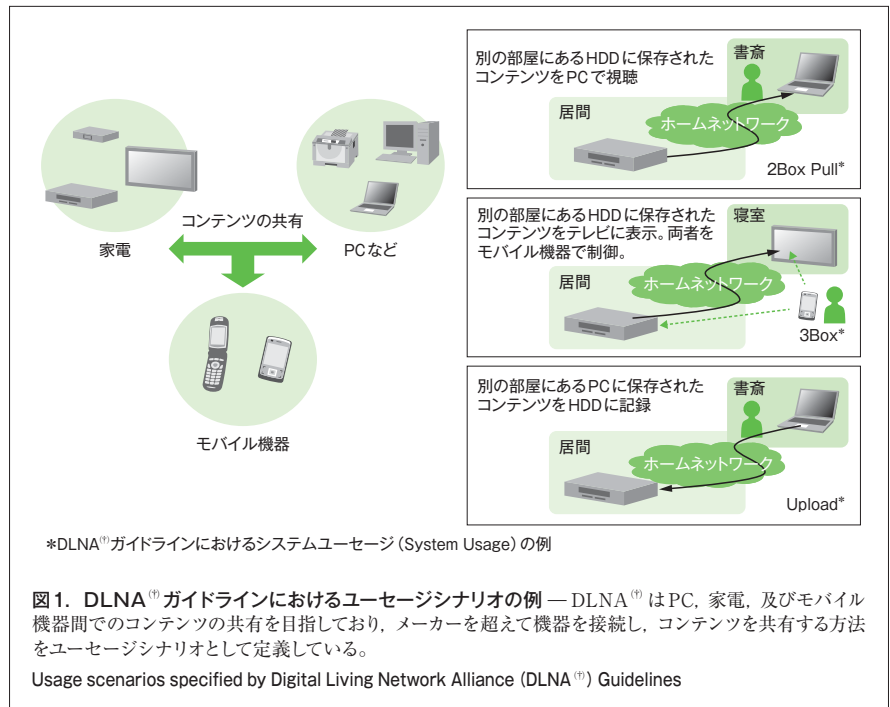 家電
コンテンツの共有
PCなど
モバイル機器
別の部屋にあるHDDに保存された
コンテンツをPCで視聴
書斎
居間
ホームネットワーク
2Box Pull*
別の部屋にあるHDDに保存された
コンテンツをテレビに表示。両者を
モバイル機器で制御。
寝室
居間
ホームネットワーク
3Box*
別の部屋にあるPCに保存された
コンテンツをHDDに記録
書斎
居間
ホームネットワーク
Upload*
*DLNA(†)ガイドラインにおけるシステムユーセージ(System Usage)の例
図1. DLNA(†)ガイドラインにおけるユーセージシナリオの例 — DLNA(†)はPC, 家電, 及びモバイル
機器間でのコンテンツの共有を目指しており, メーカーを超えて機器を接続し, コンテンツを共有する方法
をユーセージシナリオとして定義している。
Usage scenarios specified by Digital Living Network Alliance (DLNA(†)) Guidelines